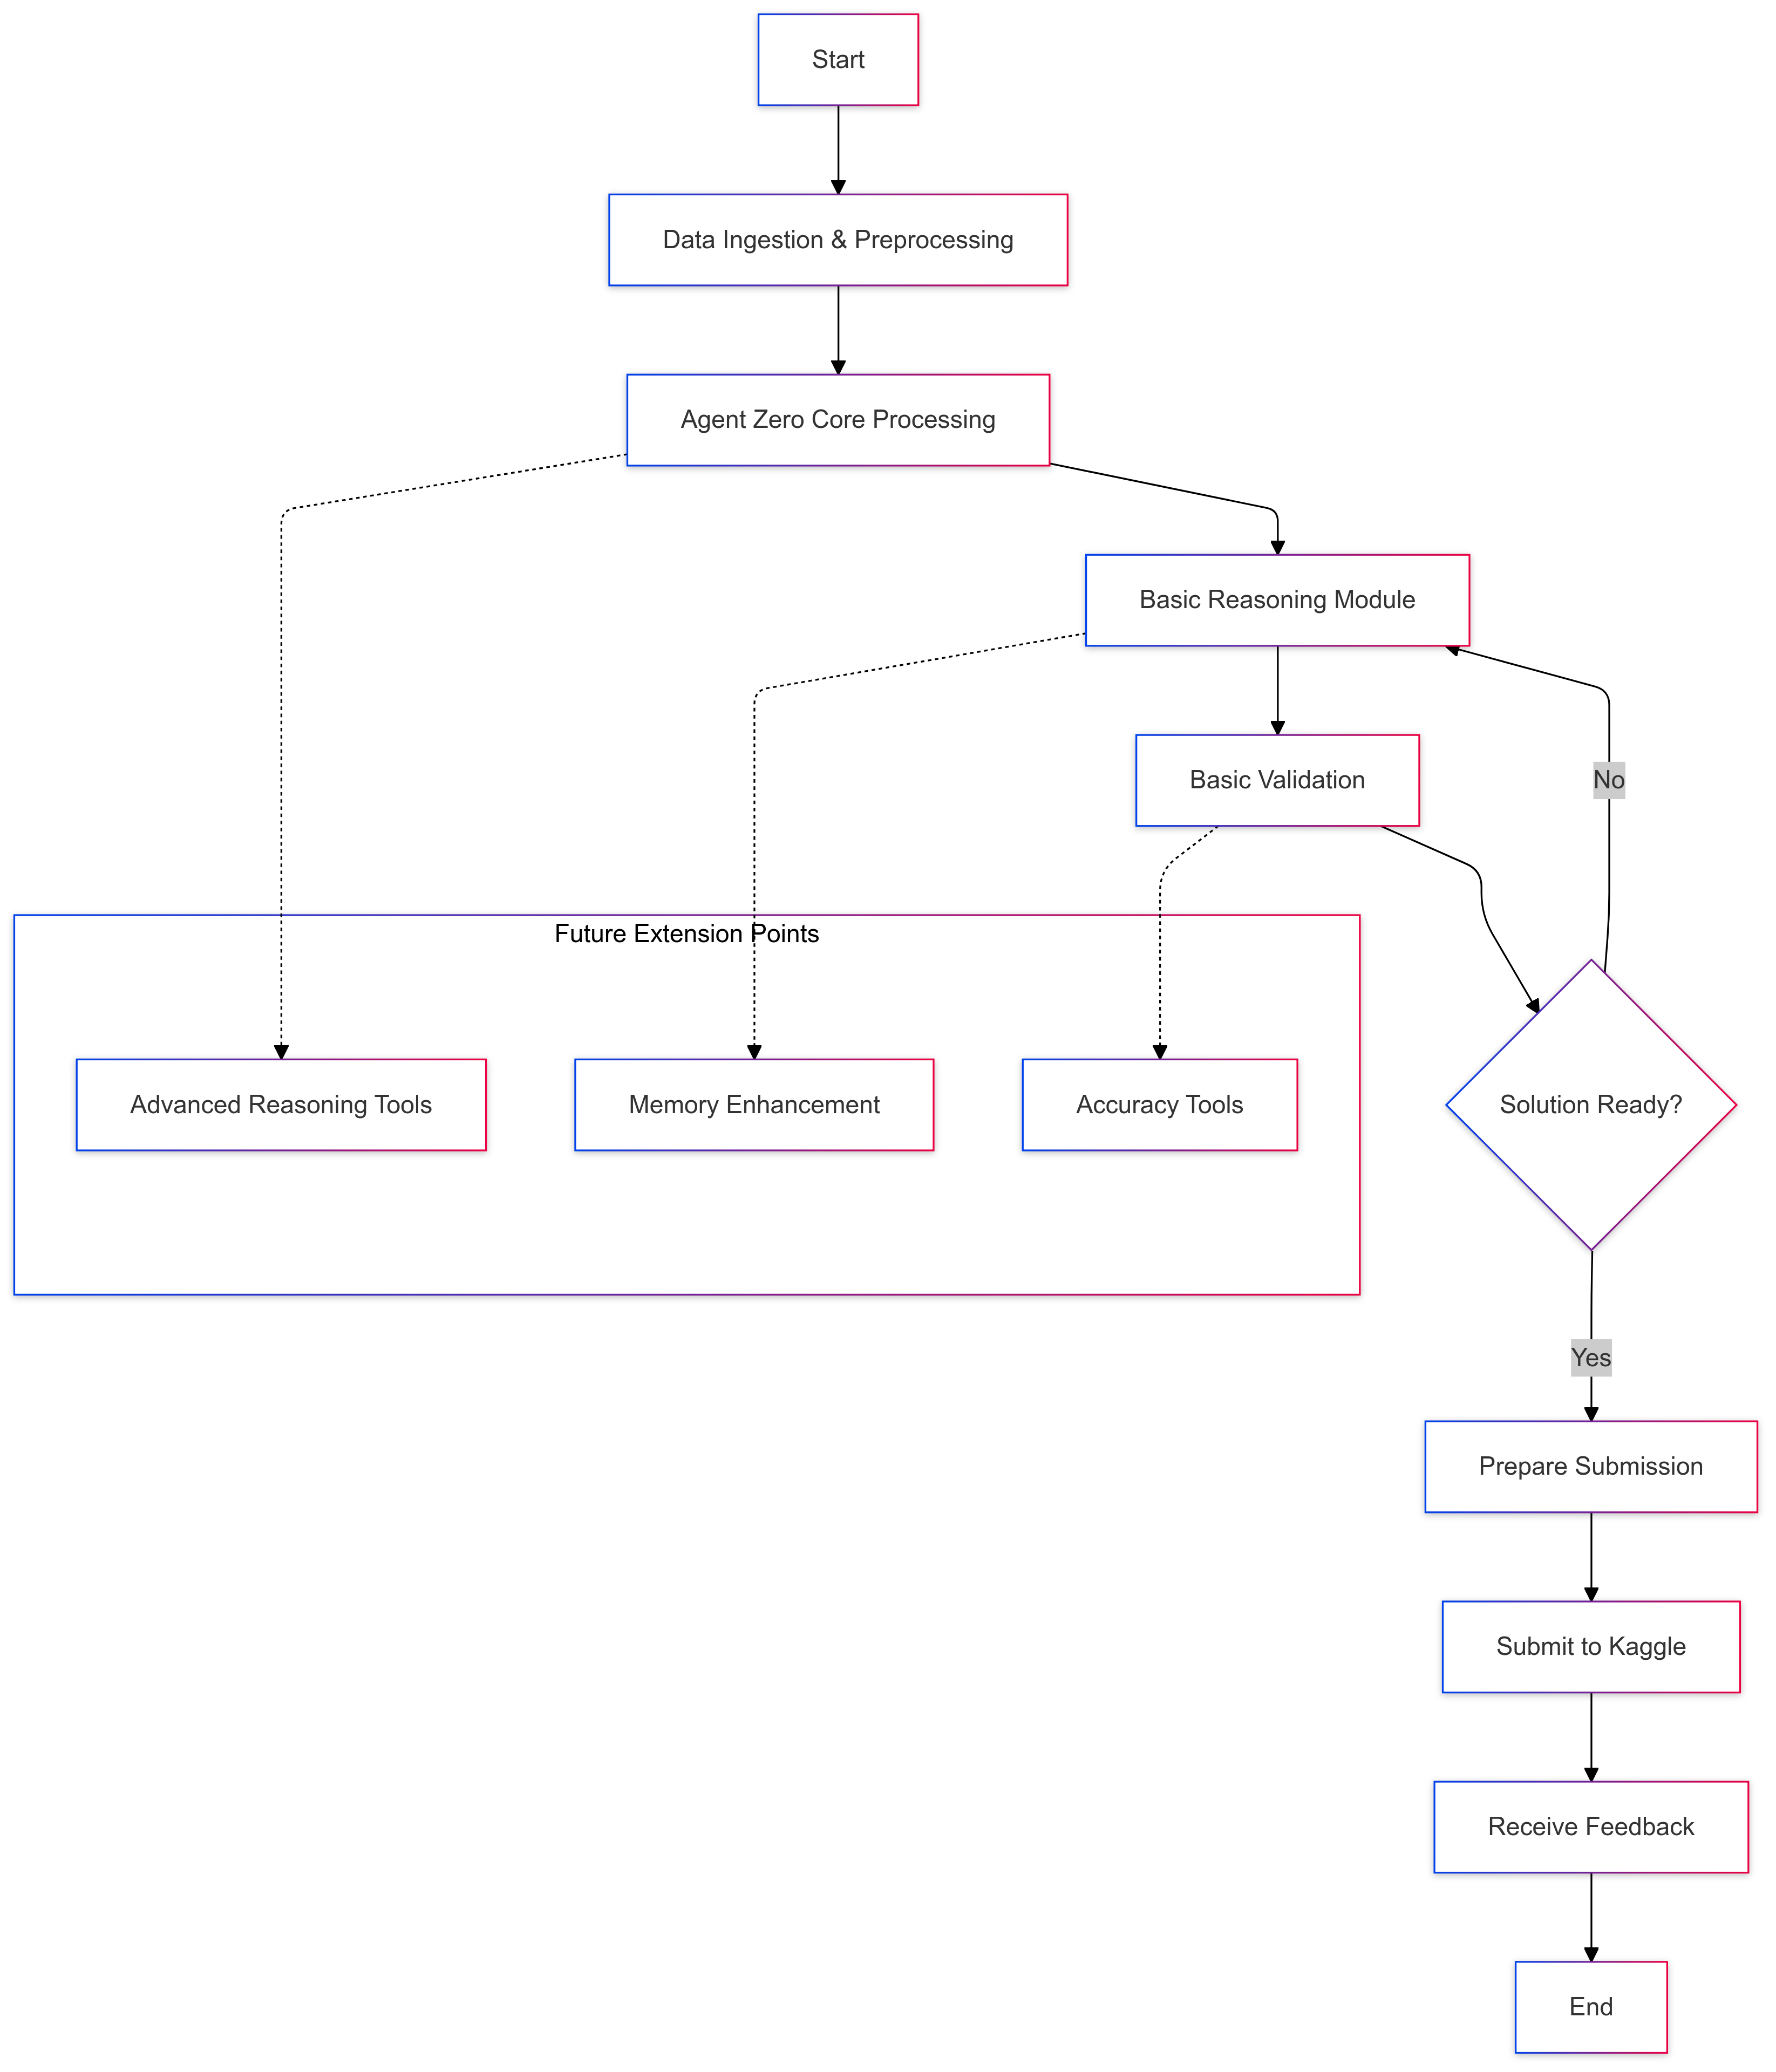 Start
Data Ingestion & Preprocessing
Agent Zero Core Processing
Basic Reasoning Module
Basic Validation
No
Future Extension Points
Advanced Reasoning Tools
Memory Enhancement
Accuracy Tools
Solution Ready?
Yes
Prepare Submission
Submit to Kaggle
Receive Feedback
End